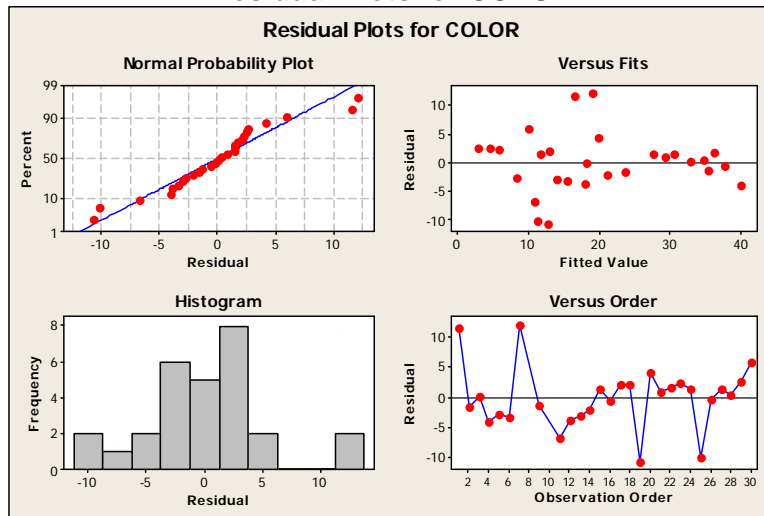 Residual Plots for COLOR
Normal Probability Plot
99
90
50
10
1
Percent
-10 -5 0 5 10
Residual
Versus Fits
10
5
0
-5
-10
Residual
0 10 20 30 40
Fitted Value
Histogram
8
6
4
2
0
Frequency
-10 -5 0 5 10
Residual
Versus Order
10
5
0
-5
-10
Residual
2 4 6 8 10 12 14 16 18 20 22 24 26 28 30
Observation Order